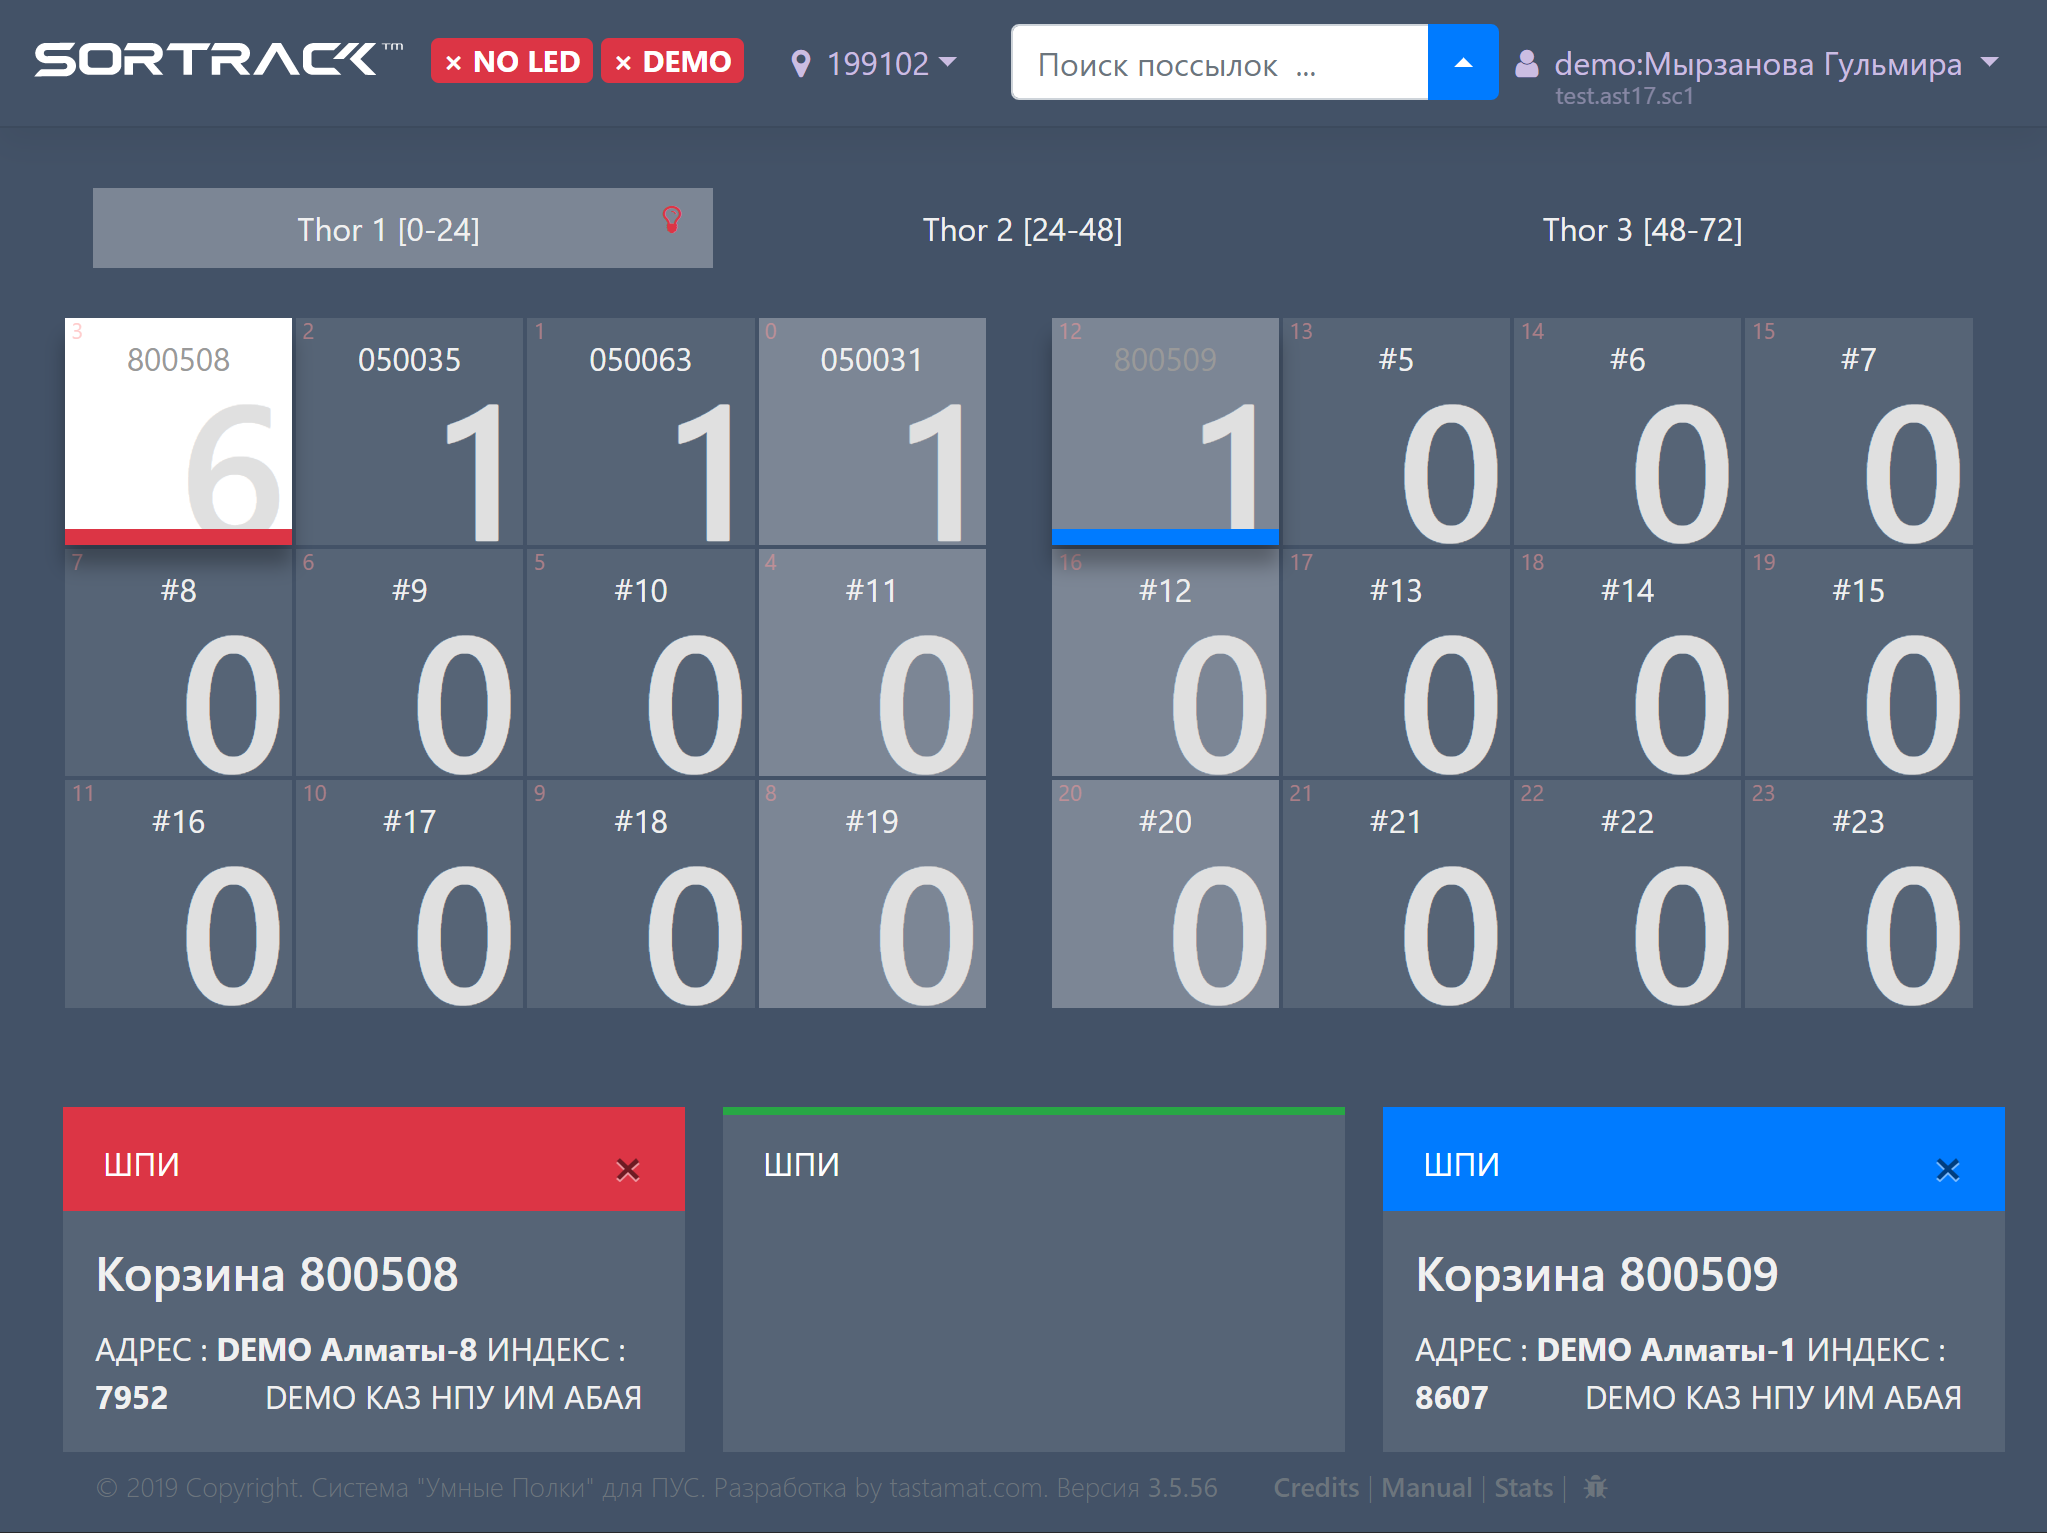 SORTRACK™ × NO LED × DEMO 199102 Поиск поссылок ... demo:Мырзанова Гульмира
test.ast17.sc1
Thor 1 [0-24] Thor 2 [24-48] Thor 3 [48-72]
3 2 1 0 12 13 14 15
800508 050035 050063 050031 800509 #5 #6 #7
6 1 1 1 1 0 0 0
7 6 5 4 16 17 18 19
#8 #9 #10 #11 #12 #13 #14 #15
0 0 0 0 0 0 0 0
11 10 9 8 20 21 22 23
#16 #17 #18 #19 #20 #21 #22 #23
0 0 0 0 0 0 0 0
ШПИ ×
Корзина 800508
АДРЕС : DEMO Алматы-8 ИНДЕКС :
7952 DEMO КАЗ НПУ ИМ АБАЯ
ШПИ
ШПИ ×
Корзина 800509
АДРЕС : DEMO Алматы-1 ИНДЕКС :
8607 DEMO КАЗ НПУ ИМ АБАЯ
© 2019 Copyright. Система "Умные Полки" для ПУС. Разработка by tastamat.com. Версия 3.5.56 Credits | Manual | Stats |